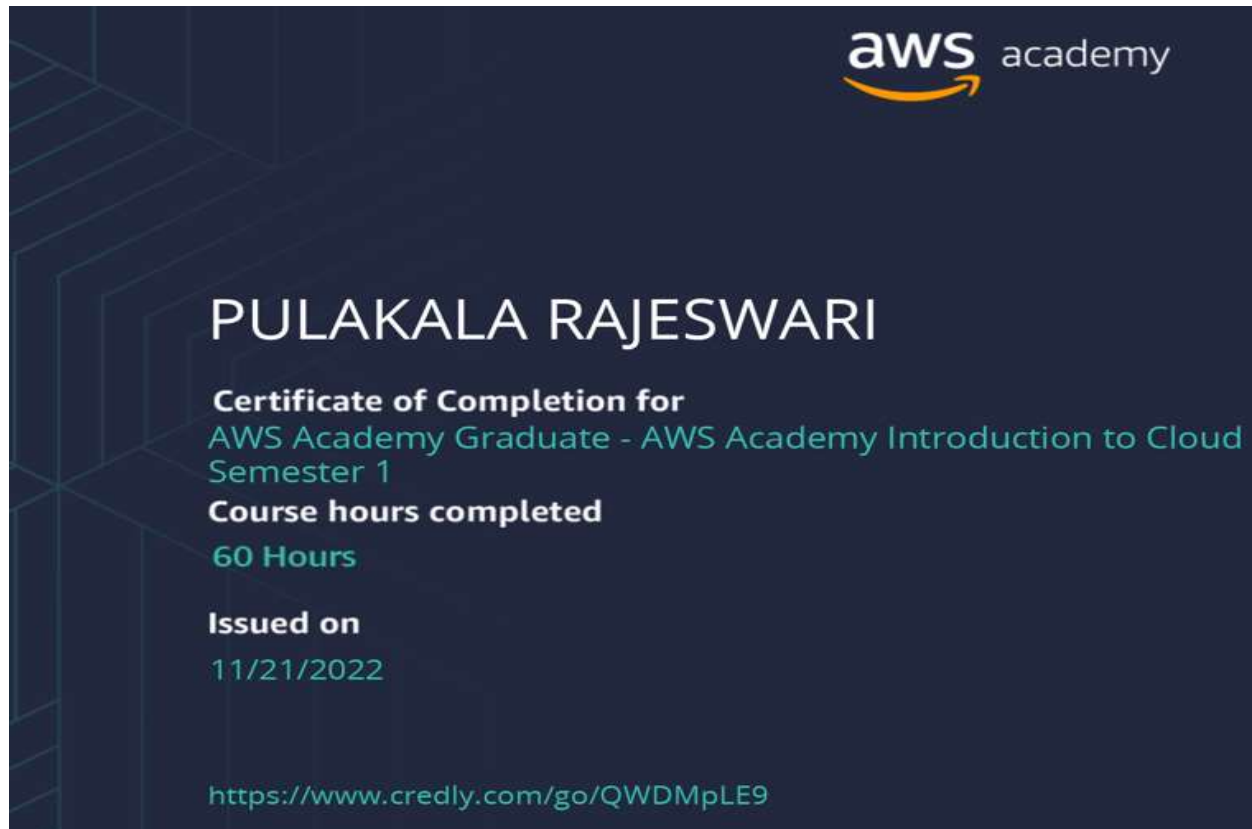 aws academy
PULAKALA RAJESWARI
Certificate of Completion for
AWS Academy Graduate - AWS Academy Introduction to Cloud
Semester 1
Course hours completed
60 Hours
Issued on
11/21/2022
https://www.credly.com/go/QWDMpLE9